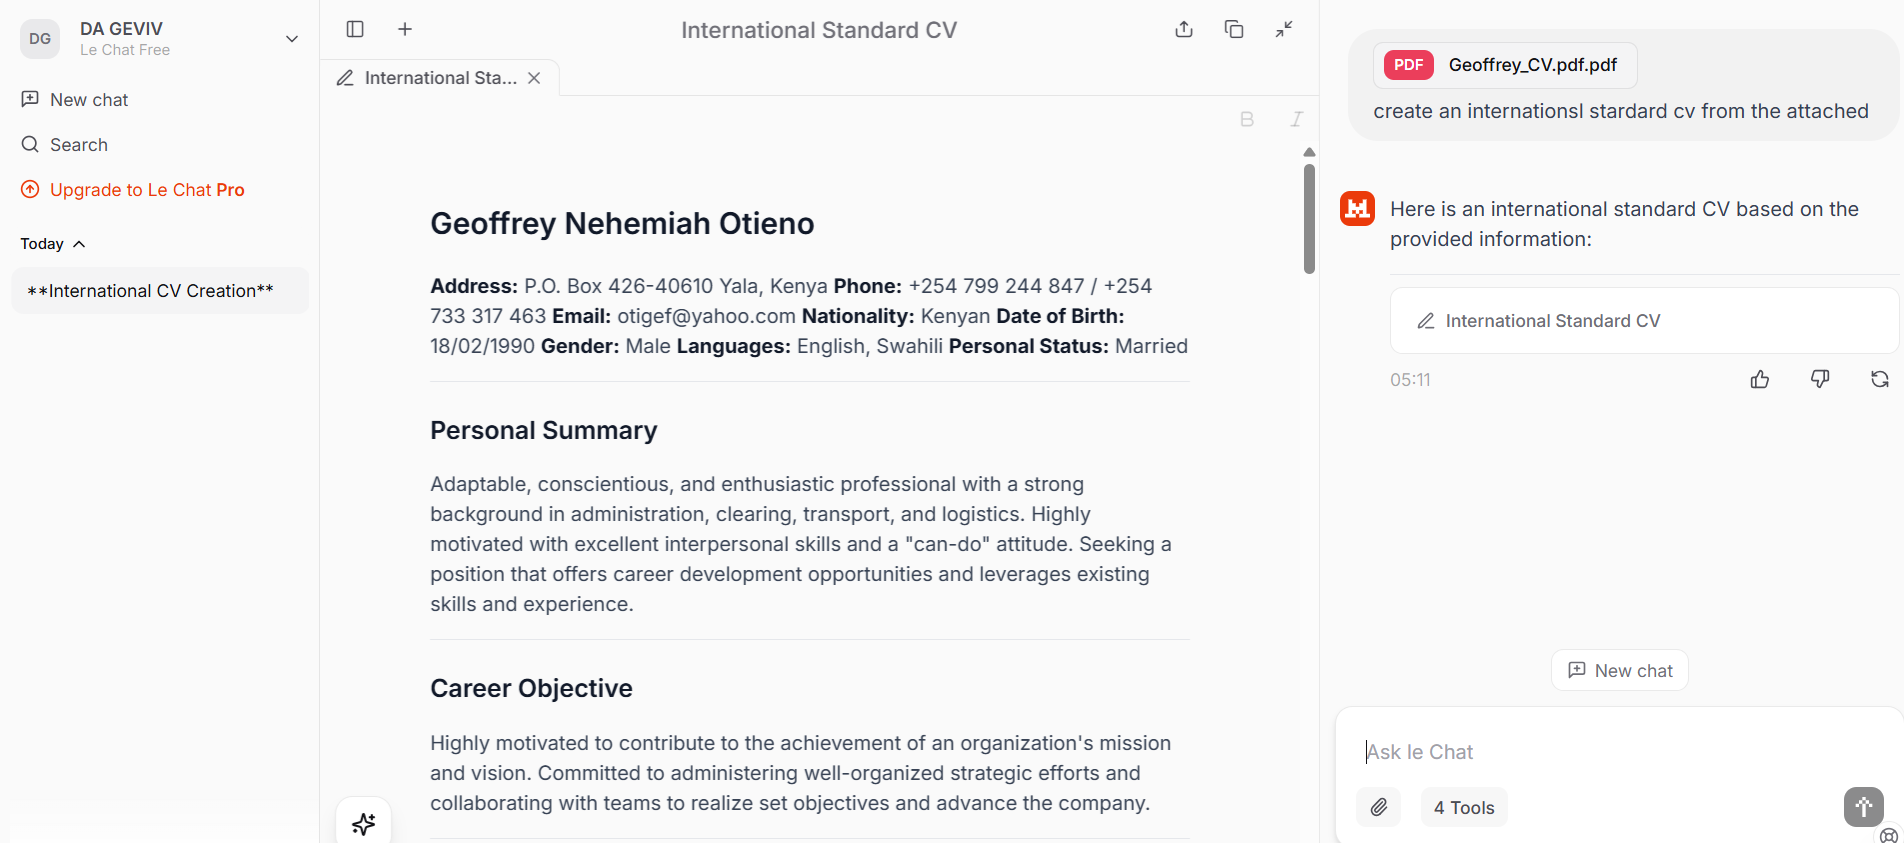 DG
DA GEVIV
Le Chat Free
New chat
Search
Upgrade to Le Chat Pro
Today
**International CV Creation**
International Standard CV
International Sta...
B I
Geoffrey Nehemiah Otieno
Address: P.O. Box 426-40610 Yala, Kenya Phone: +254 799 244 847 / +254
733 317 463 Email: otigef@yahoo.com Nationality: Kenyan Date of Birth:
18/02/1990 Gender: Male Languages: English, Swahili Personal Status: Married
Personal Summary
Adaptable, conscientious, and enthusiastic professional with a strong
background in administration, clearing, transport, and logistics. Highly
motivated with excellent interpersonal skills and a "can-do" attitude. Seeking a
position that offers career development opportunities and leverages existing
skills and experience.
Career Objective
Highly motivated to contribute to the achievement of an organization's mission
and vision. Committed to administering well-organized strategic efforts and
collaborating with teams to realize set objectives and advance the company.
PDF Geoffrey_CV.pdf.pdf
create an internationsl stardard cv from the attached
Here is an international standard CV based on the
provided information:
International Standard CV
05:11
New chat
Ask le Chat
4 Tools